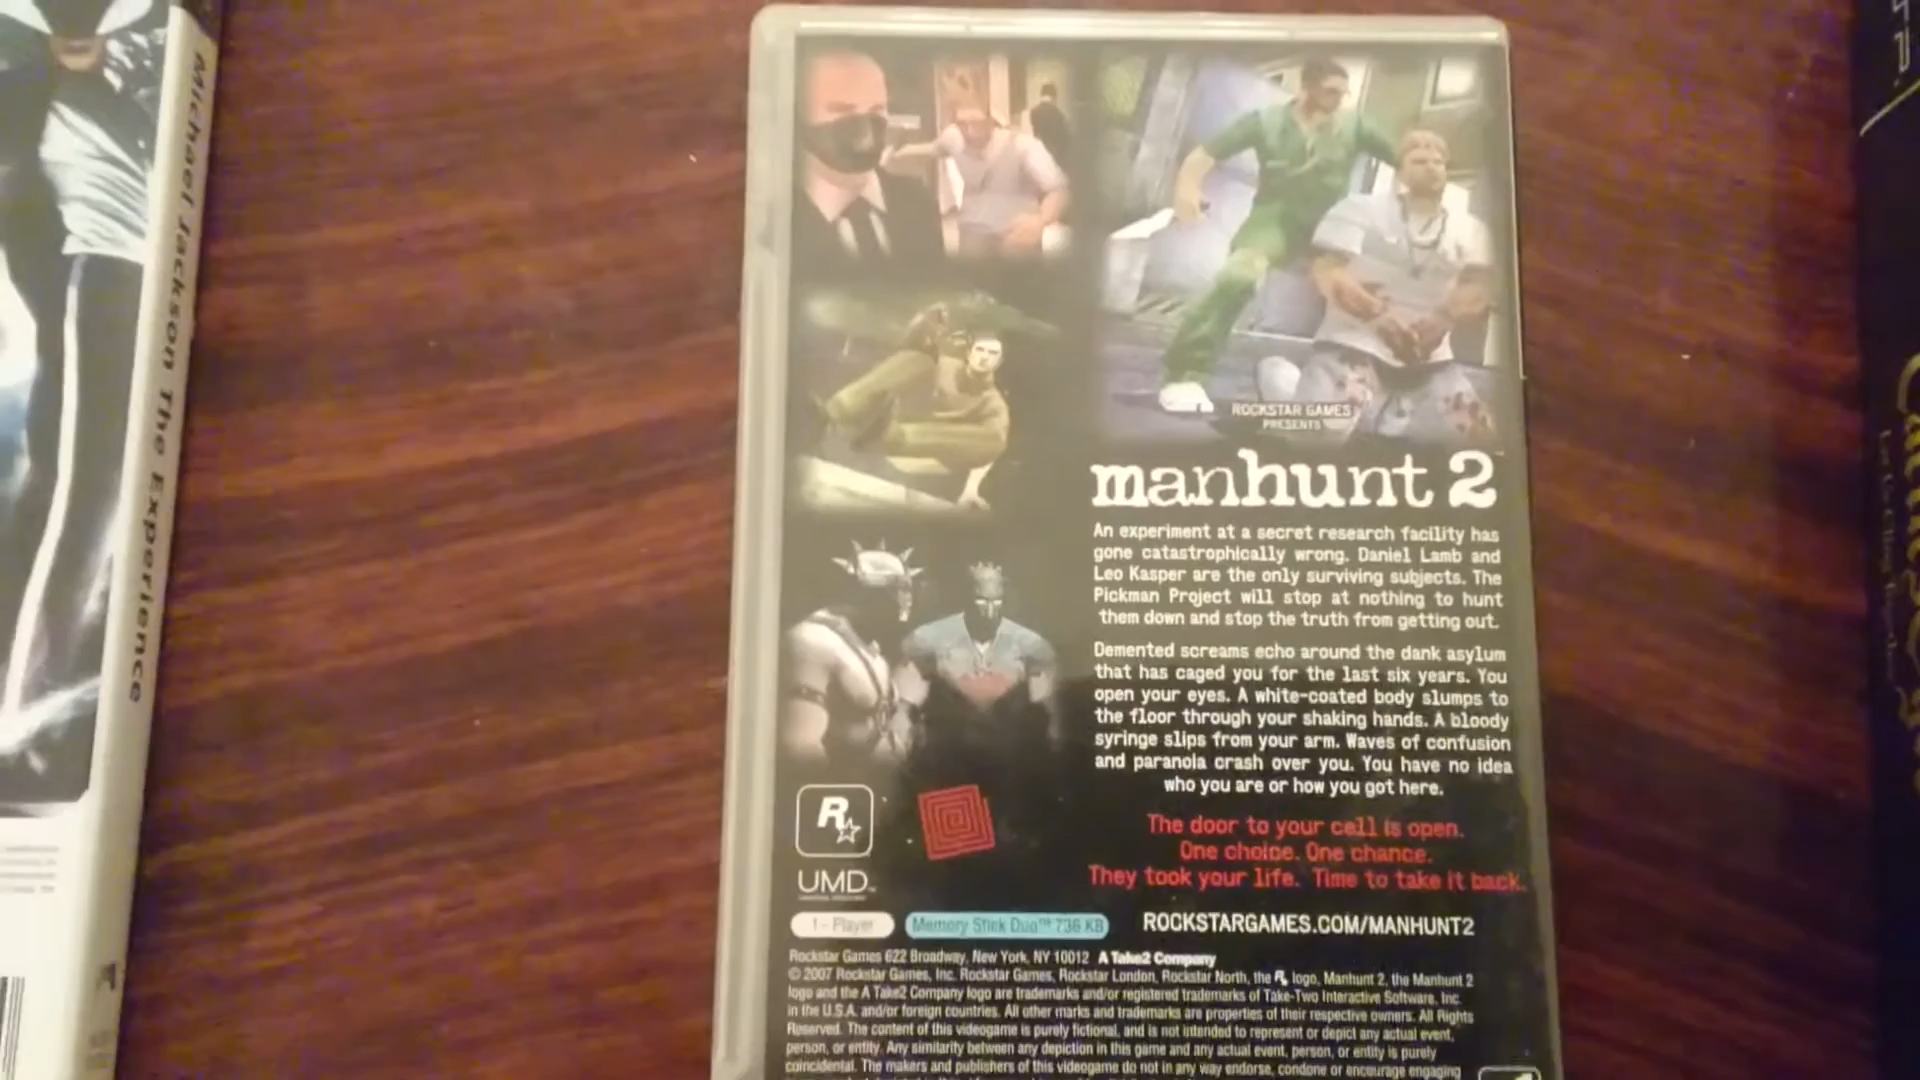 Michael Jackson The Experience
ROCKSTAR GAMES
PRESENTS
manhunt 2
An experiment at a secret research facility has
gone catastrophically wrong. Daniel Lamb and
Leo Kasper are the only surviving subjects. The
Pickman Project will stop at nothing to hunt
them down and stop the truth from getting out.
Demented screams echo around the dank asylum
that has caged you for the last six years. You
open your eyes. A white-coated body slumps to
the floor through your shaking hands. A bloody
syringe slips from your arm. Waves of confusion
and paranoia crash over you. You have no idea
who you are or how you got here.
The door to your cell is open.
One choice. One chance.
They took your life. Time to take it back.
R
UMD
1 - Player
Memory Stick Duo™ 736 KB
ROCKSTARGAMES.COM/MANHUNT2
Rockstar Games 622 Broadway, New York, NY 10012 A Take2 Company
© 2007 Rockstar Games, Inc. Rockstar Games, Rockstar London, Rockstar North, the R logo, Manhunt 2, the Manhunt 2
logo and the A Take2 Company logo are trademarks and/or registered trademarks of Take-Two Interactive Software, Inc.
in the U.S.A. and/or foreign countries. All other marks and trademarks are properties of their respective owners. All Rights
Reserved. The content of this videogame is purely fictional, and is not intended to represent or depict any actual event,
person, or entity. Any similarity between any depiction in this game and any actual event, person, or entity is purely
coincidental. The makers and publishers of this videogame do not in any way endorse, condone or encourage engaging